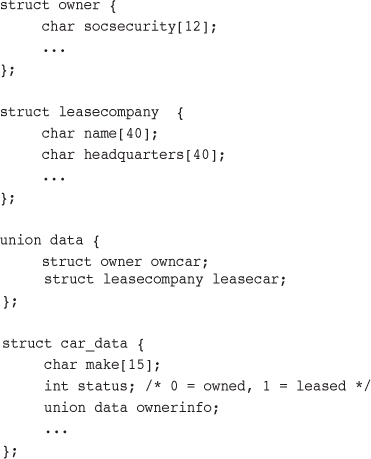 struct owner {
char socsecurity[12];
...
};
struct leasecompany {
char name[40];
char headquarters[40];
...
};
union data {
struct owner owncar;
struct leasecompany leasecar;
};
struct car_data {
char make[15];
int status; /* 0 = owned, 1 = leased */
union data ownerinfo;
...
};